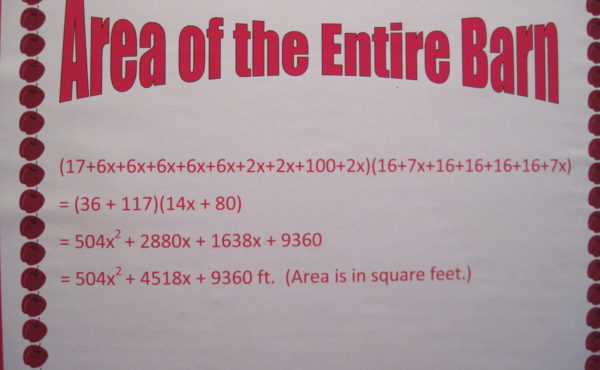 Area of the Entire Barn
(17+6x+6x+6x+6x+6x+2x+2x+100+2x)(16+7x+16+16+16+16+7x)
= (36 + 117)(14x + 80)
= 504x² + 2880x + 1638x + 9360
= 504x² + 4518x + 9360 ft. (Area is in square feet.)